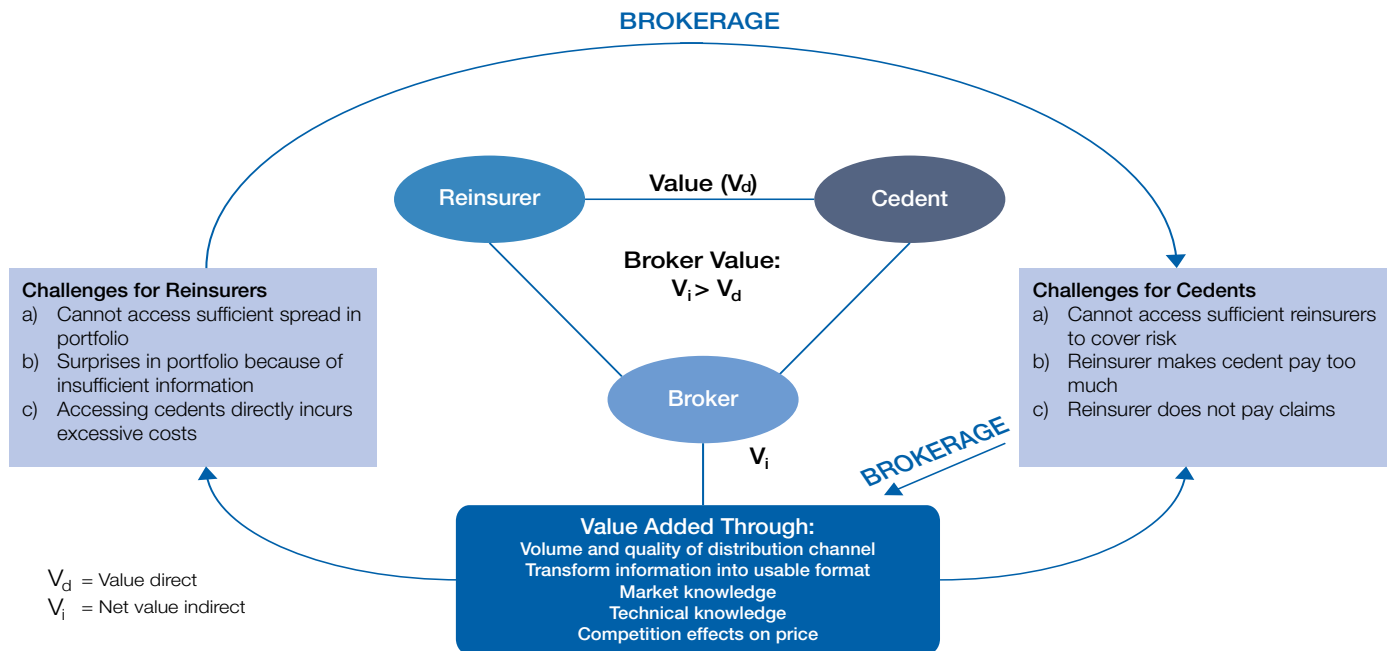 BROKERAGE
Reinsurer
Value (Vd)
Cedent
Broker Value:
Vi > Vd
Challenges for Reinsurers
a) Cannot access sufficient spread in
portfolio
b) Surprises in portfolio because of
insufficient information
c) Accessing cedents directly incurs
excessive costs
Challenges for Cedents
a) Cannot access sufficient reinsurers
to cover risk
b) Reinsurer makes cedent pay too
much
c) Reinsurer does not pay claims
Broker
Vi
BROKERAGE
Value Added Through:
Volume and quality of distribution channel
Transform information into usable format
Market knowledge
Technical knowledge
Competition effects on price
Vd = Value direct
Vi = Net value indirect